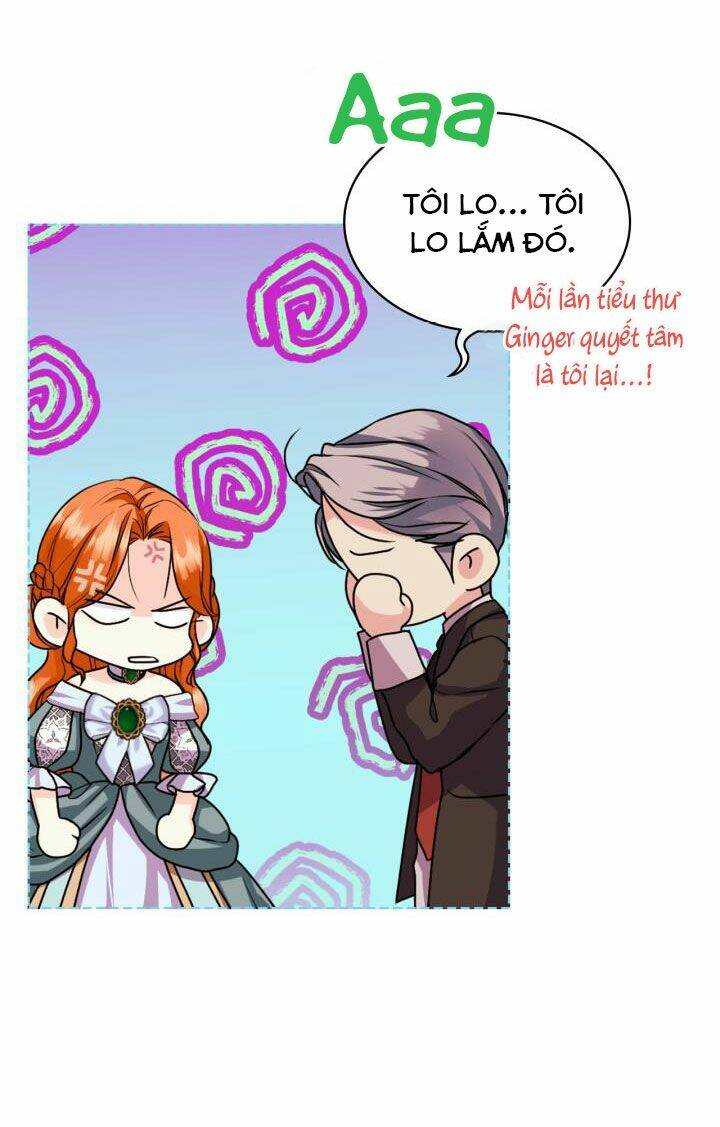 Aaa
TÔI LO... TÔI
LO LẮM ĐÓ.
Mỗi lần tiểu thư
Ginger quyết tâm
là tôi lại...!